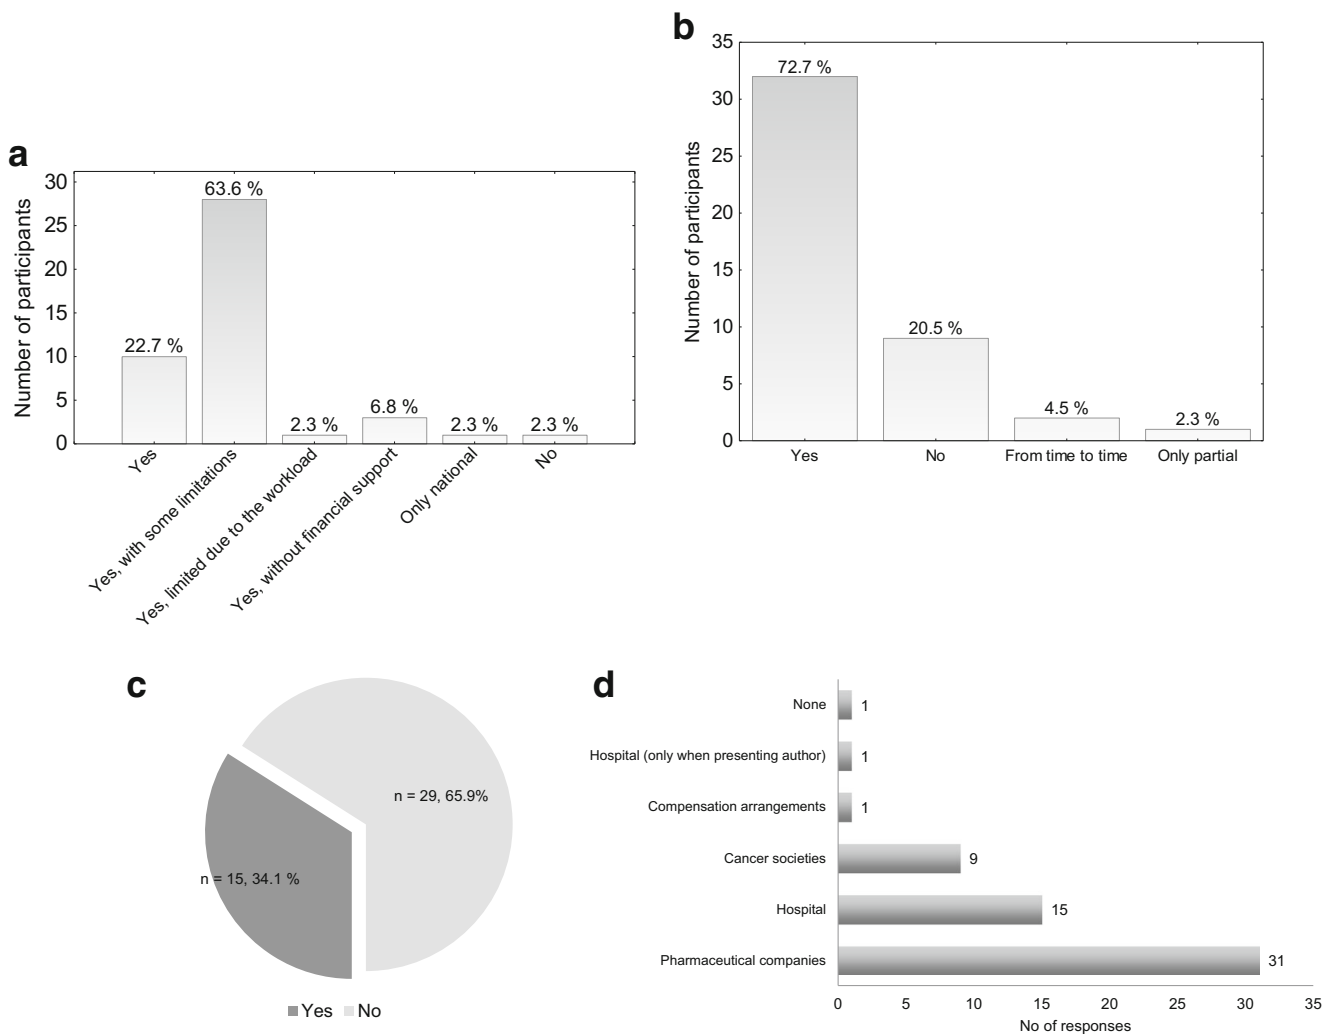 a
Number of participants
30
25
20
15
10
5
0
22.7 %
63.6 %
2.3 %
6.8 %
2.3 %
2.3 %
Yes
Yes, with some limitations
Yes, limited due to the workload
Yes, without financial support
Only national
No
b
Number of participants
35
30
25
20
15
10
5
0
72.7 %
20.5 %
4.5 %
2.3 %
Yes
No
From time to time
Only partial
c
n = 29, 65.9%
n = 15, 34.1 %
Yes
No
d
None
1
Hospital (only when presenting author)
1
Compensation arrangements
1
Cancer societies
9
Hospital
15
Pharmaceutical companies
31
0
5
10
15
20
25
30
35
No of responses